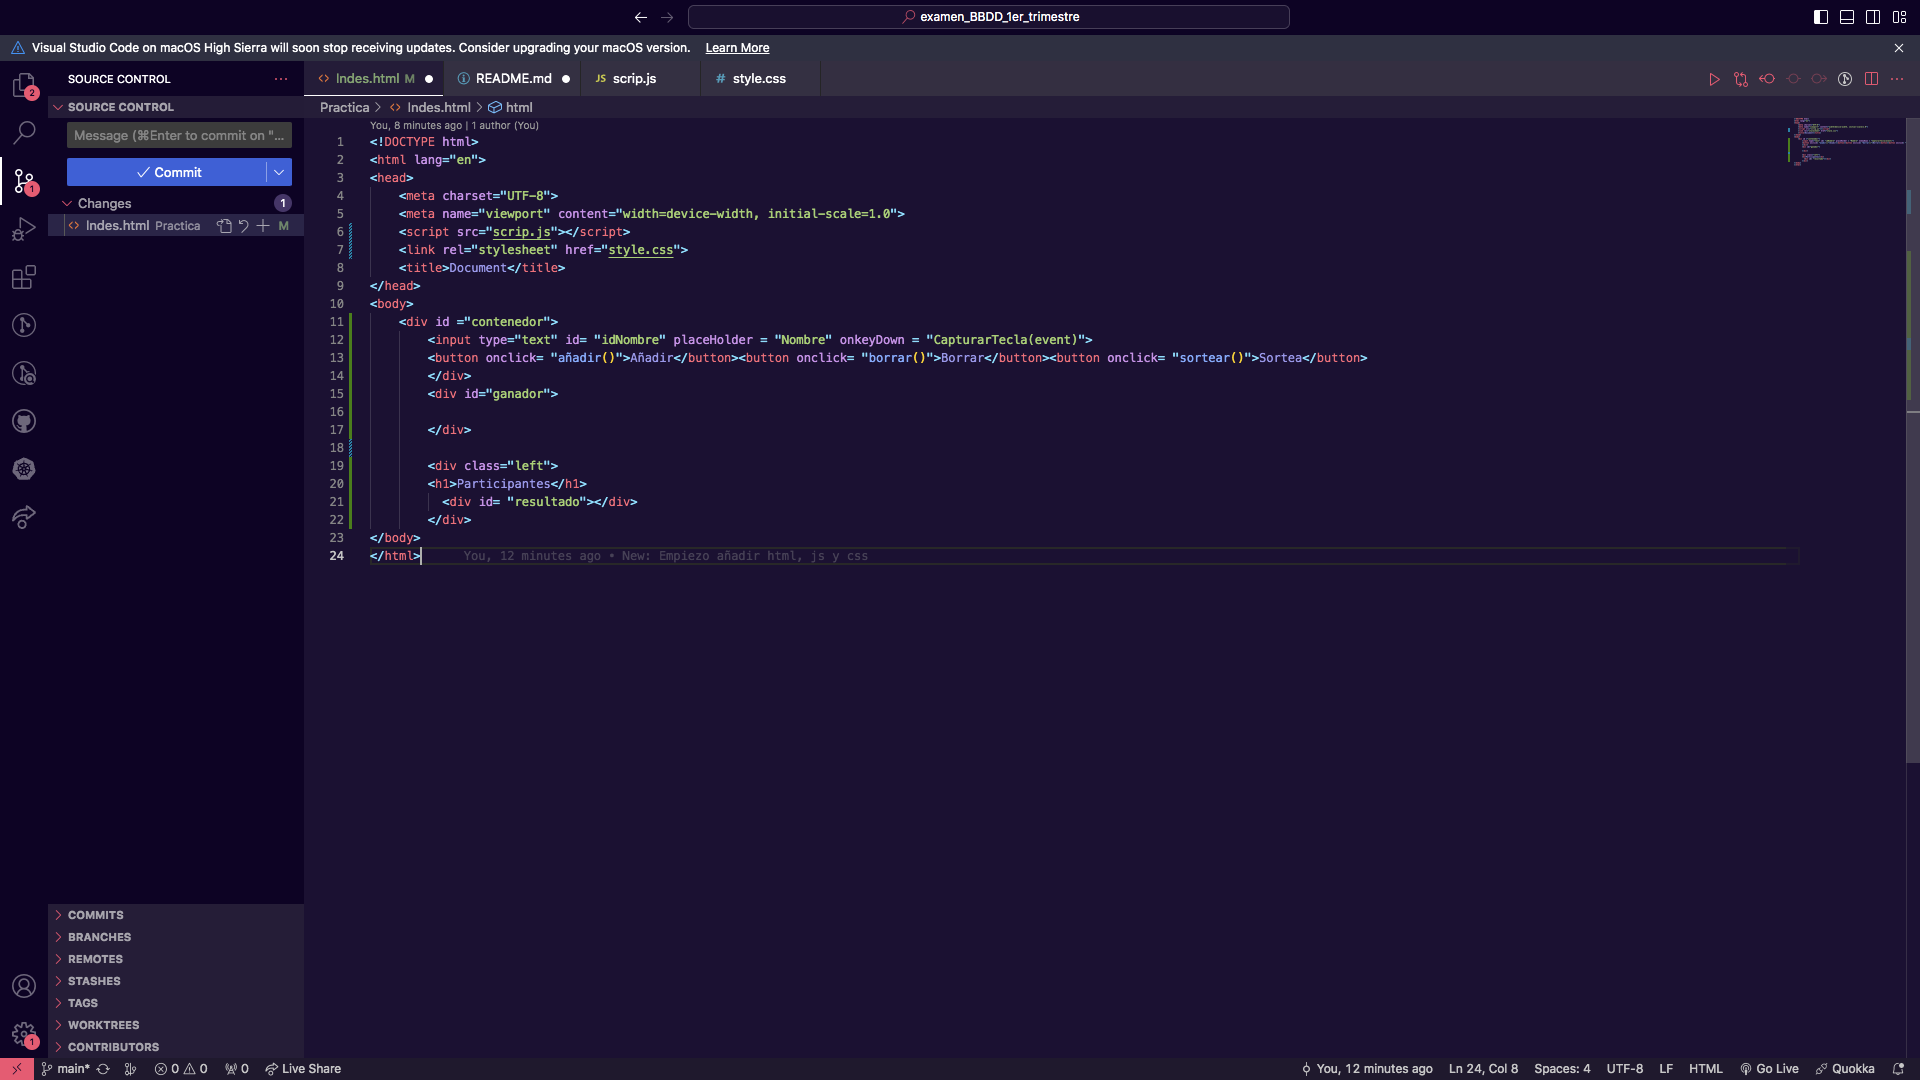 examen_BBDD_1er_trimestre
Visual Studio Code on macOS High Sierra will soon stop receiving updates. Consider upgrading your macOS version. Learn More
SOURCE CONTROL
Indes.html M
README.md
JS scrip.js
# style.css
SOURCE CONTROL
Practica > Indes.html > html
Message (⌘Enter to commit on "...
Commit
Changes 1
Indes.html Practica M
2
1
1
You, 8 minutes ago | 1 author (You)
1 <!DOCTYPE html>
2 <html lang="en">
3 <head>
4 <meta charset="UTF-8">
5 <meta name="viewport" content="width=device-width, initial-scale=1.0">
6 <script src="scrip.js"></script>
7 <link rel="stylesheet" href="style.css">
8 <title>Document</title>
9 </head>
10 <body>
11 <div id ="contenedor">
12 <input type="text" id= "idNombre" placeHolder = "Nombre" onkeyDown = "CapturarTecla(event)">
13 <button onclick= "añadir()">Añadir</button><button onclick= "borrar()">Borrar</button><button onclick= "sortear()">Sortea</button>
14 </div>
15 <div id="ganador">
16
17 </div>
18
19 <div class="left">
20 <h1>Participantes</h1>
21 <div id= "resultado"></div>
22 </div>
23 </body>
24 </html> You, 12 minutes ago • New: Empiezo añadir html, js y css
COMMITS
BRANCHES
REMOTES
STASHES
TAGS
WORKTREES
CONTRIBUTORS
main* 0 0 0 Live Share
You, 12 minutes ago Ln 24, Col 8 Spaces: 4 UTF-8 LF HTML Go Live Quokka